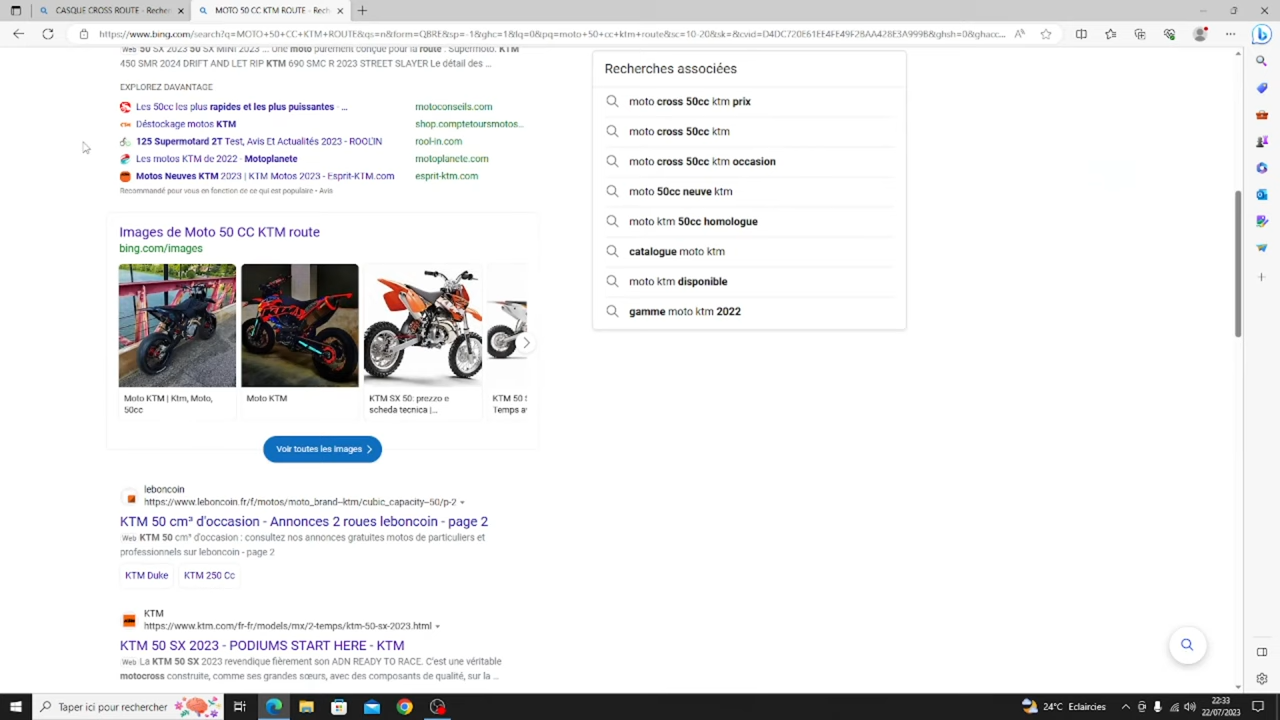 CASQUE CROSS ROUTE - Recher
MOTO 50 CC KTM ROUTE - Rech
https://www.bing.com/search?q=MOTO+50+CC+KTM+ROUTE&qs=n&form=QBRE&sp=-1&ghc=1&lq=0&pq=moto+50+cc+ktm+route&sc=10-20&sk=&cvid=D4DC720E61EE4FE49F28AA428E3A999B&ghsh=0&ghacc...
Web 50 SX 2023 50 SX MINI 2023 ... Une moto purement conçue pour la route · Supermoto. KTM
450 SMR 2024 DRIFT AND LET RIP KTM 690 SMC R 2023 STREET SLAYER Le détail des ...
EXPLOREZ DAVANTAGE
Les 50cc les plus rapides et les plus puissantes · ... motoconseils.com
Déstockage motos KTM shop.comptetoursmotos...
125 Supermotard 2T Test, Avis Et Actualités 2023 - ROOL'IN rool-in.com
Les motos KTM de 2022 - Motoplanete motoplanete.com
Motos Neuves KTM 2023 | KTM Motos 2023 - Esprit-KTM.com esprit-ktm.com
Recommandé pour vous en fonction de ce qui est populaire • Avis
Images de Moto 50 CC KTM route
bing.com/images
Moto KTM | Ktm, Moto,
50cc
Moto KTM
KTM SX 50: prezzo e
scheda tecnica |...
KTM 50
Temps
Voir toutes les images
leboncoin
https://www.leboncoin.fr/f/motos/moto_brand--ktm/cubic_capacity--50/p-2
KTM 50 cm³ d'occasion - Annonces 2 roues leboncoin - page 2
Web KTM 50 cm³ d'occasion : consultez nos annonces gratuites motos de particuliers et
professionnels sur leboncoin - page 2
KTM Duke KTM 250 Cc
KTM
https://www.ktm.com/fr-fr/models/mx/2-temps/ktm-50-sx-2023.html
KTM 50 SX 2023 - PODIUMS START HERE - KTM
Web La KTM 50 SX 2023 revendique fièrement son ADN READY TO RACE. C'est une véritable
motocross construite, comme ses grandes sœurs, avec des composants de qualité, sur la ...
Recherches associées
moto cross 50cc ktm prix
moto cross 50cc ktm
moto cross 50cc ktm occasion
moto 50cc neuve ktm
moto ktm 50cc homologue
catalogue moto ktm
moto ktm disponible
gamme moto ktm 2022
Taper ici pour rechercher
24°C Eclaircies
22:33
22/07/2023